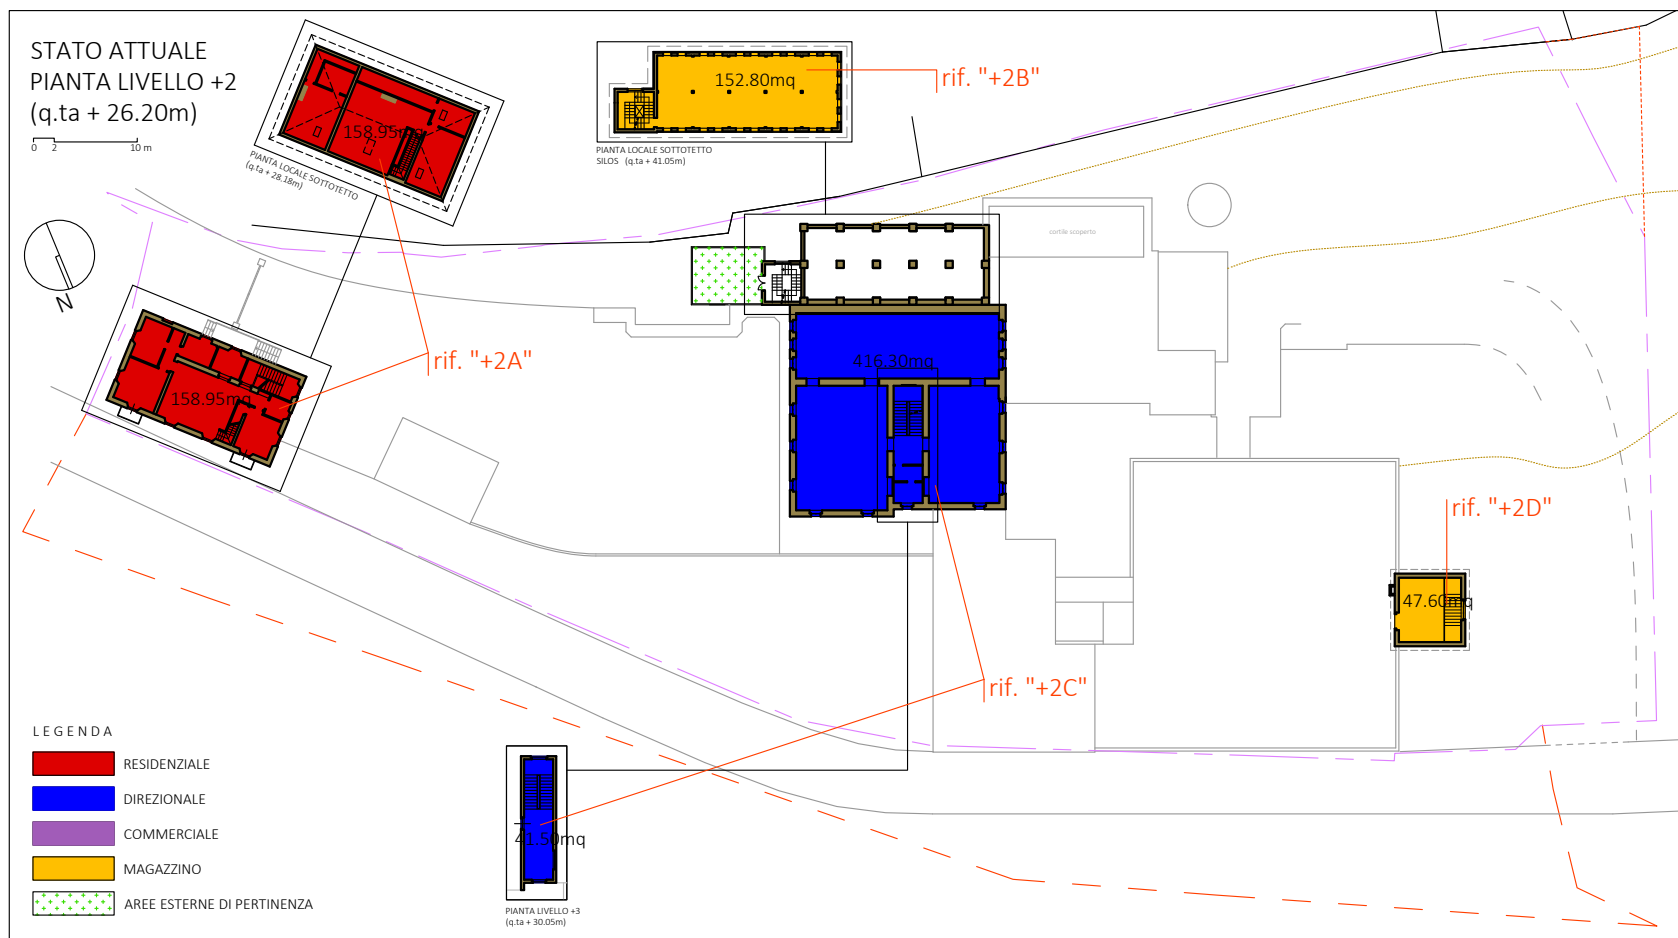 STATO ATTUALE
PIANTA LIVELLO +2
(q.ta + 26.20m)
0 2 10 m
158.95mq
PIANTA LOCALE SOTTOTETTO
(q.ta + 28.18m)
152.80mq
rif. "+2B"
PIANTA LOCALE SOTTOTETTO
SILOS (q.ta + 41.05m)
cortile scoperto
N
rif. "+2A"
158.95mq
416.30mq
rif. "+2D"
47.60mq
rif. "+2C"
41.50mq
PIANTA LIVELLO +3
(q.ta + 30.05m)
LEGENDA
RESIDENZIALE
DIREZIONALE
COMMERCIALE
MAGAZZINO
AREE ESTERNE DI PERTINENZA